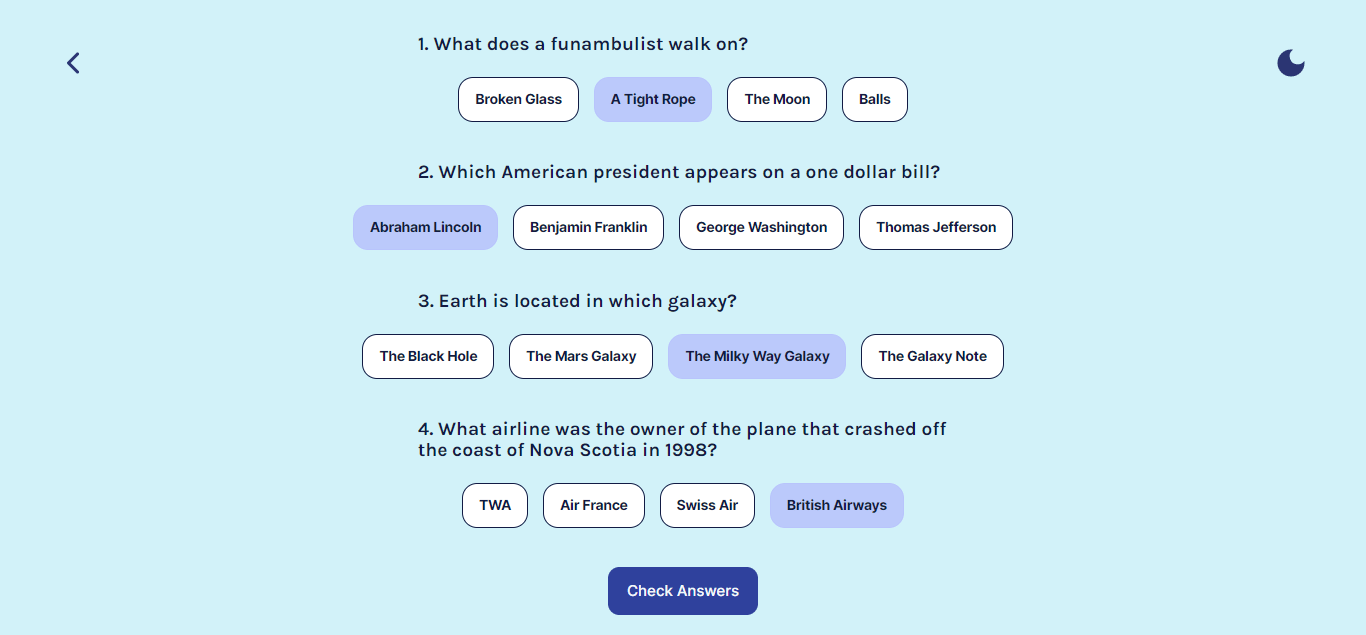 1. What does a funambulist walk on?
Broken Glass A Tight Rope The Moon Balls
2. Which American president appears on a one dollar bill?
Abraham Lincoln Benjamin Franklin George Washington Thomas Jefferson
3. Earth is located in which galaxy?
The Black Hole The Mars Galaxy The Milky Way Galaxy The Galaxy Note
4. What airline was the owner of the plane that crashed off
the coast of Nova Scotia in 1998?
TWA Air France Swiss Air British Airways
Check Answers